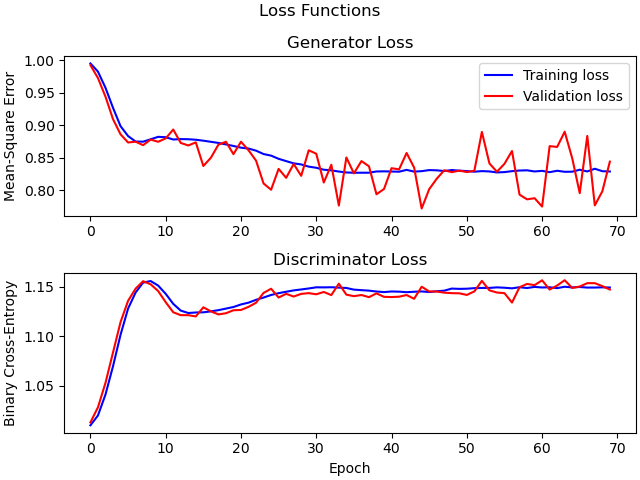 Loss Functions
Generator Loss
Mean-Square Error
1.00
0.95
0.90
0.85
0.80
Training loss
Validation loss
0 10 20 30 40 50 60 70
Discriminator Loss
Binary Cross-Entropy
1.15
1.10
1.05
0 10 20 30 40 50 60 70
Epoch